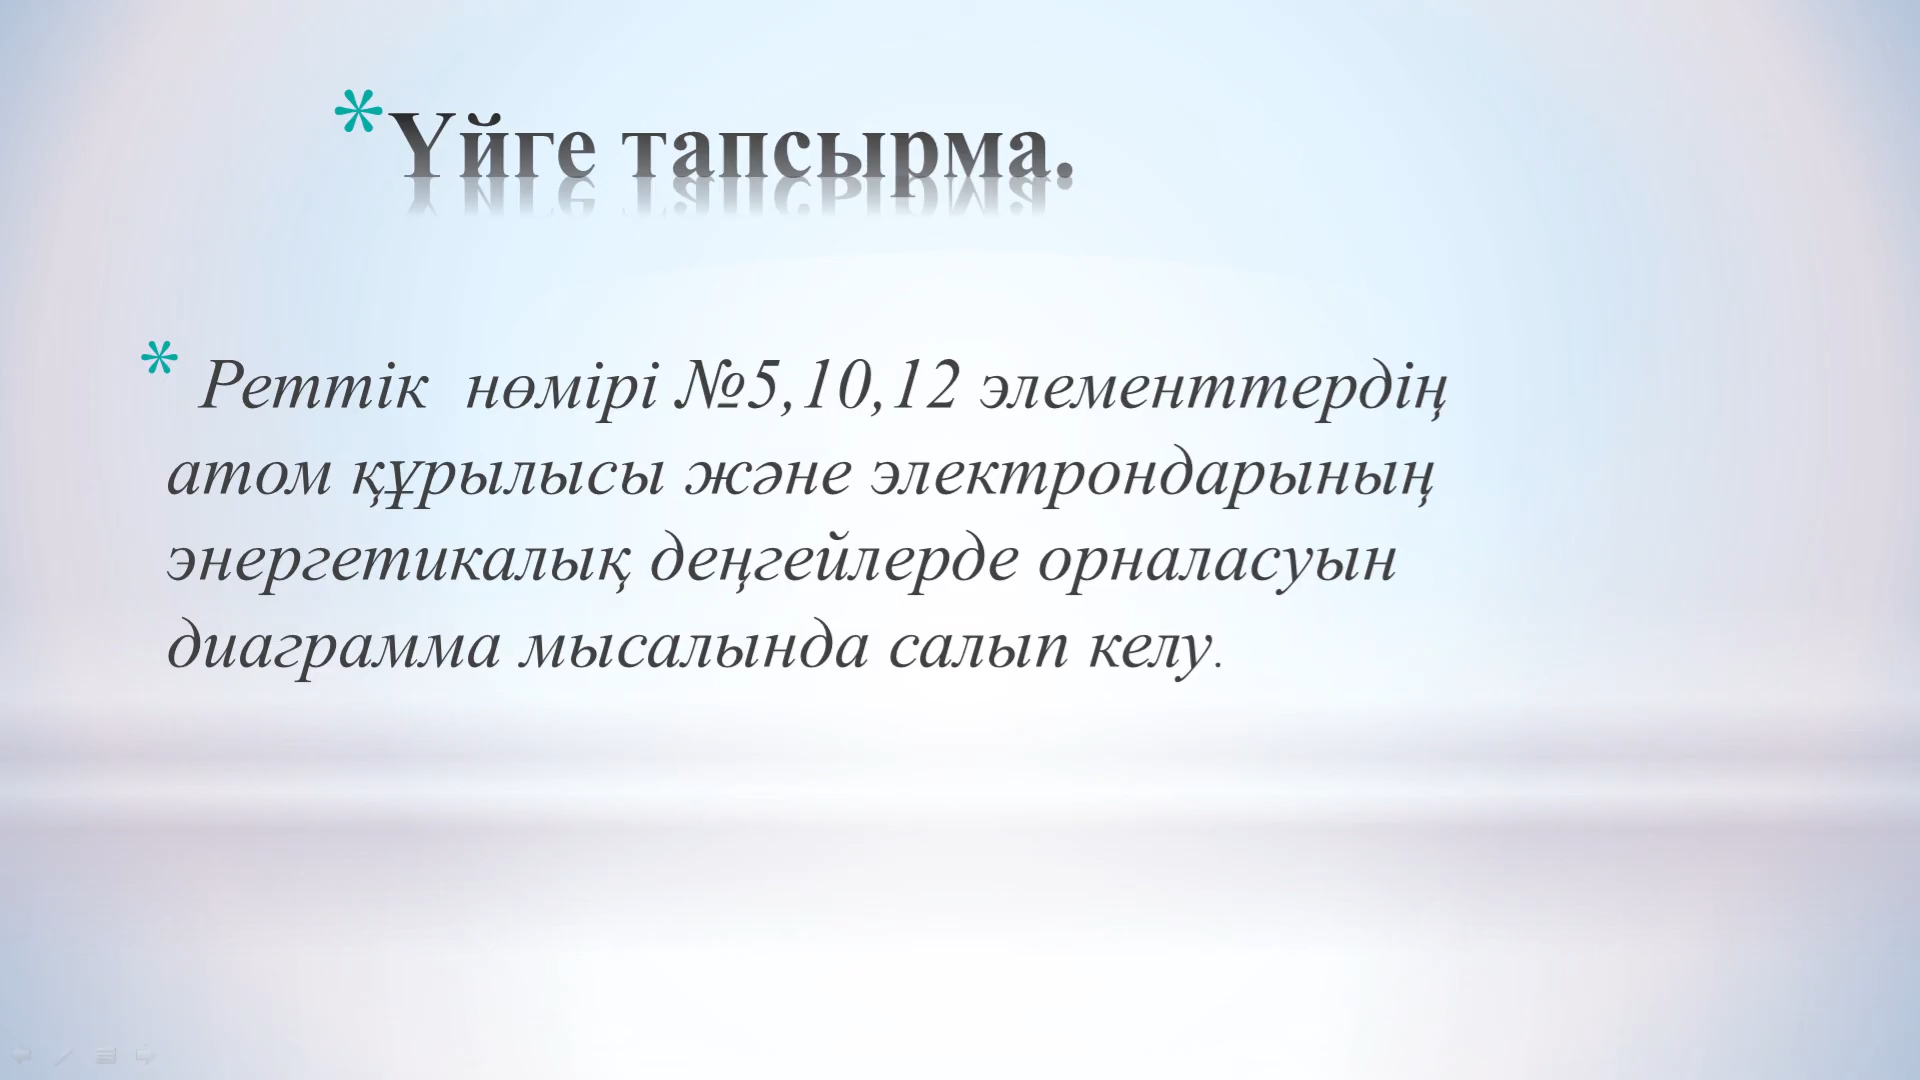 *Үйге тапсырма.
* Реттік нөмірі №5,10,12 элементтердің
атом құрылысы және электрондарының
энергетикалық деңгейлерде орналасуын
диаграмма мысалында салып келу.